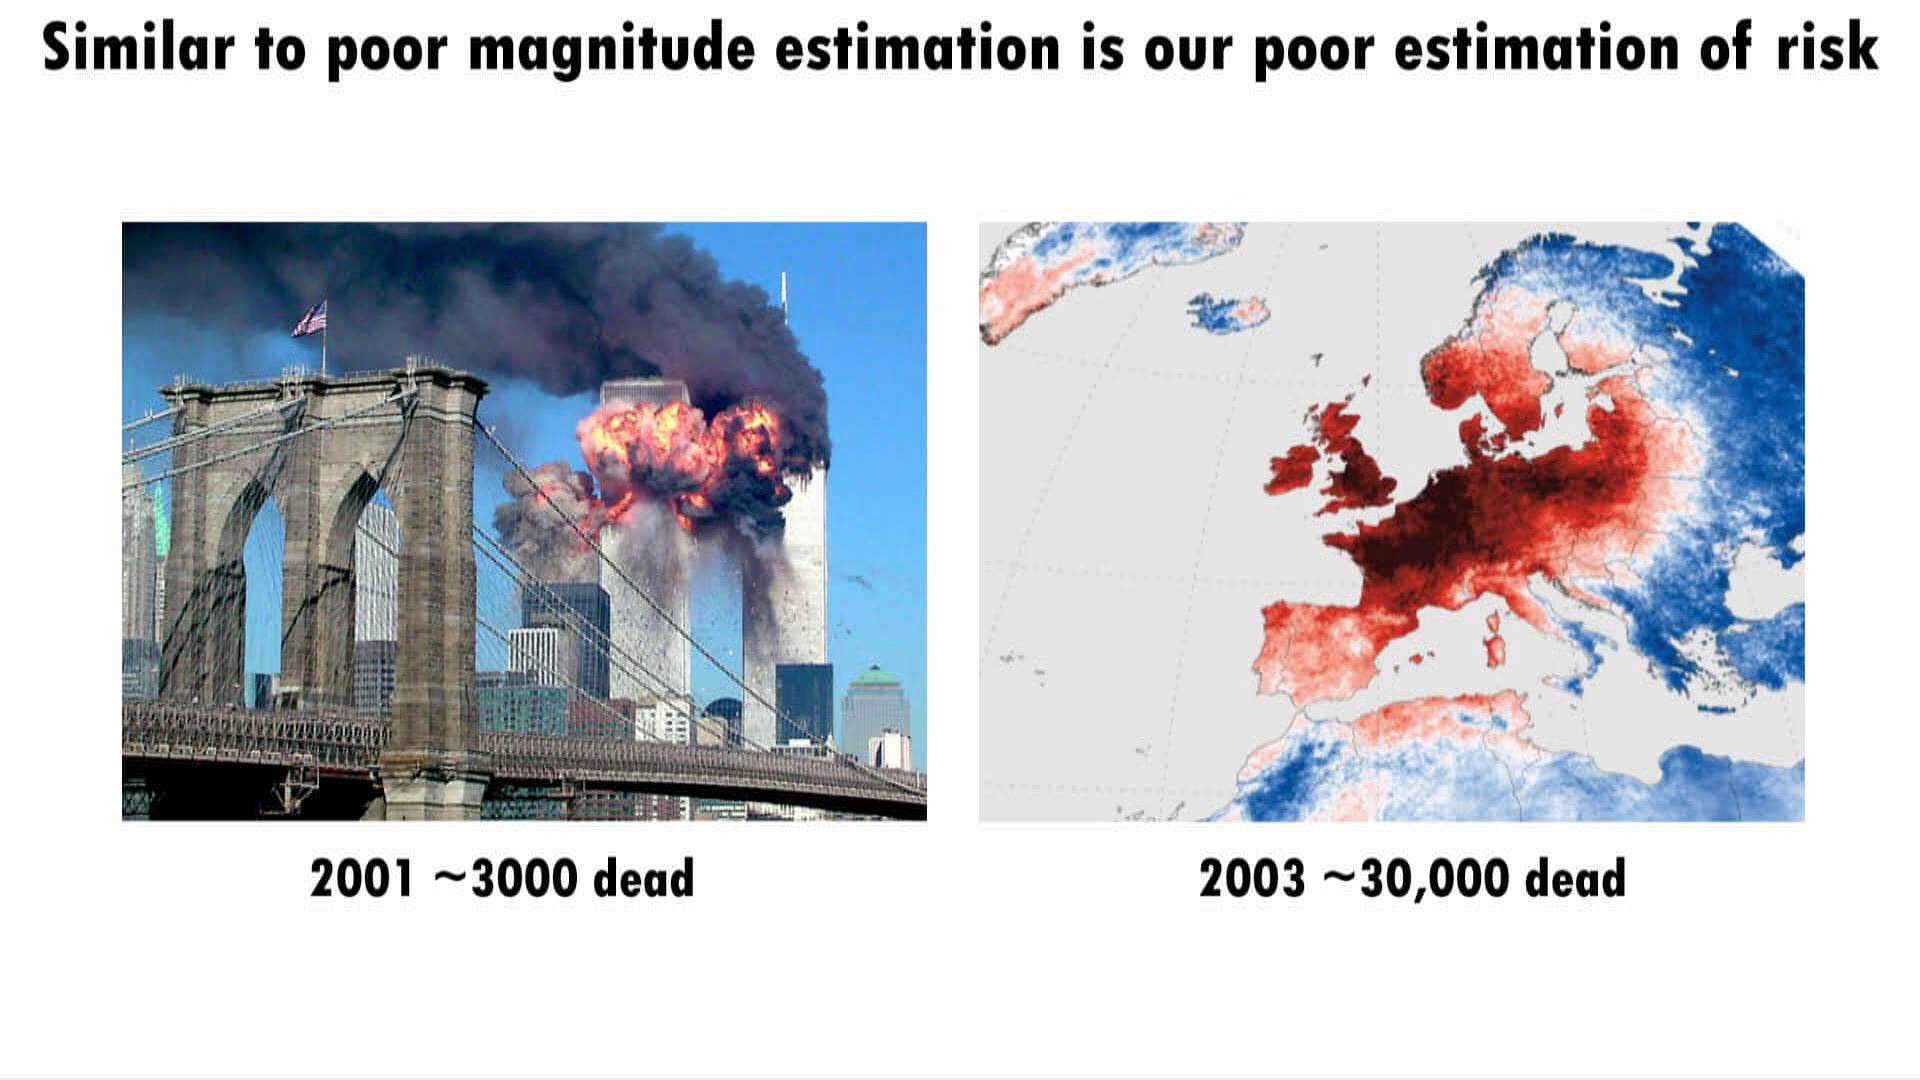 Similar to poor magnitude estimation is our poor estimation of risk
2001 ~3000 dead
2003 ~30,000 dead